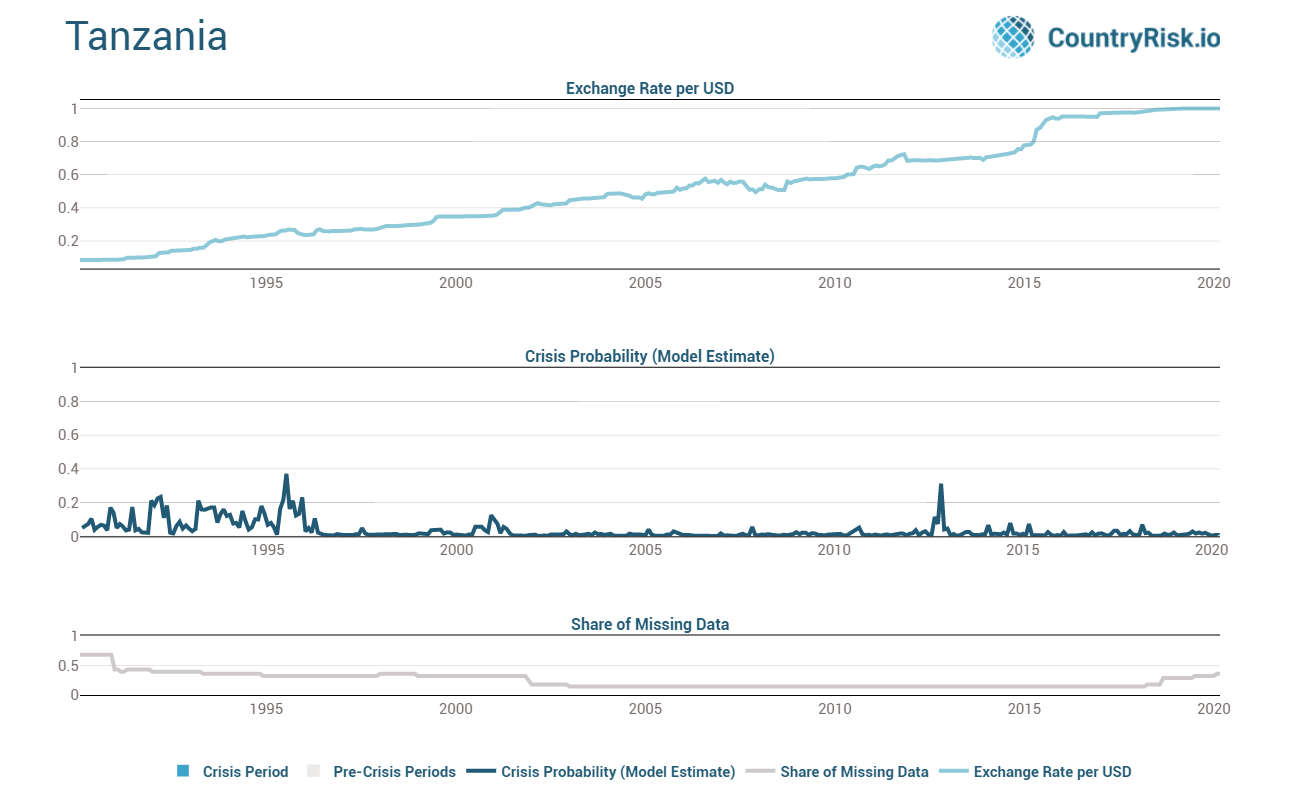 Tanzania
CountryRisk.io
Exchange Rate per USD
1
0.8
0.6
0.4
0.2
1995 2000 2005 2010 2015 2020
Crisis Probability (Model Estimate)
1
0.8
0.6
0.4
0.2
0
1995 2000 2005 2010 2015 2020
Share of Missing Data
1
0.5
0
1995 2000 2005 2010 2015 2020
Crisis Period Pre-Crisis Periods Crisis Probability (Model Estimate) Share of Missing Data Exchange Rate per USD